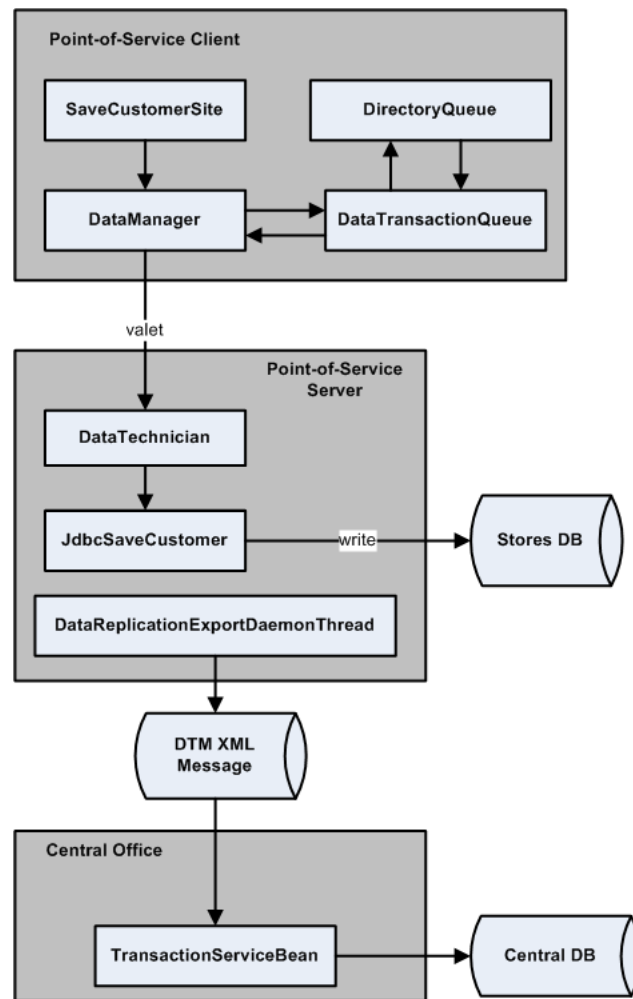 Point-of-Service Client
SaveCustomerSite
DirectoryQueue
DataManager
DataTransactionQueue
valet
Point-of-Service
Server
DataTechnician
JdbcSaveCustomer
write
Stores DB
DataReplicationExportDaemonThread
DTM XML
Message
Central Office
TransactionServiceBean
Central DB